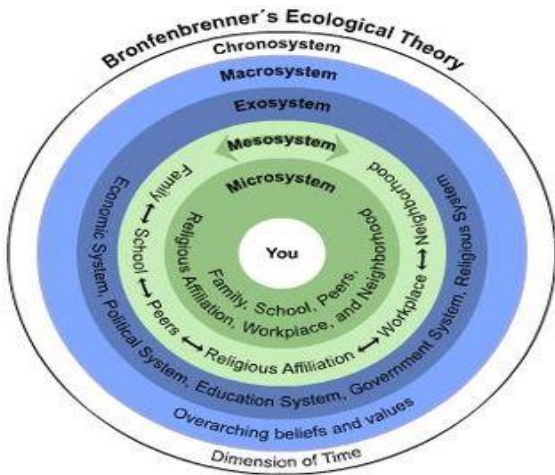 Bronfenbrenner´s Ecological Theory
Chronosystem
Macrosystem
Exosystem
Mesosystem
Microsystem
You
Family, School, Peers,
Religious Affiliation, Workplace, and Neighborhood
Family ↔ School ↔ Peers ↔ Religious Affiliation ↔ Workplace ↔ Neighborhood
Economic System, Political System, Education System, Government System, Religious System
Overarching beliefs and values
Dimension of Time